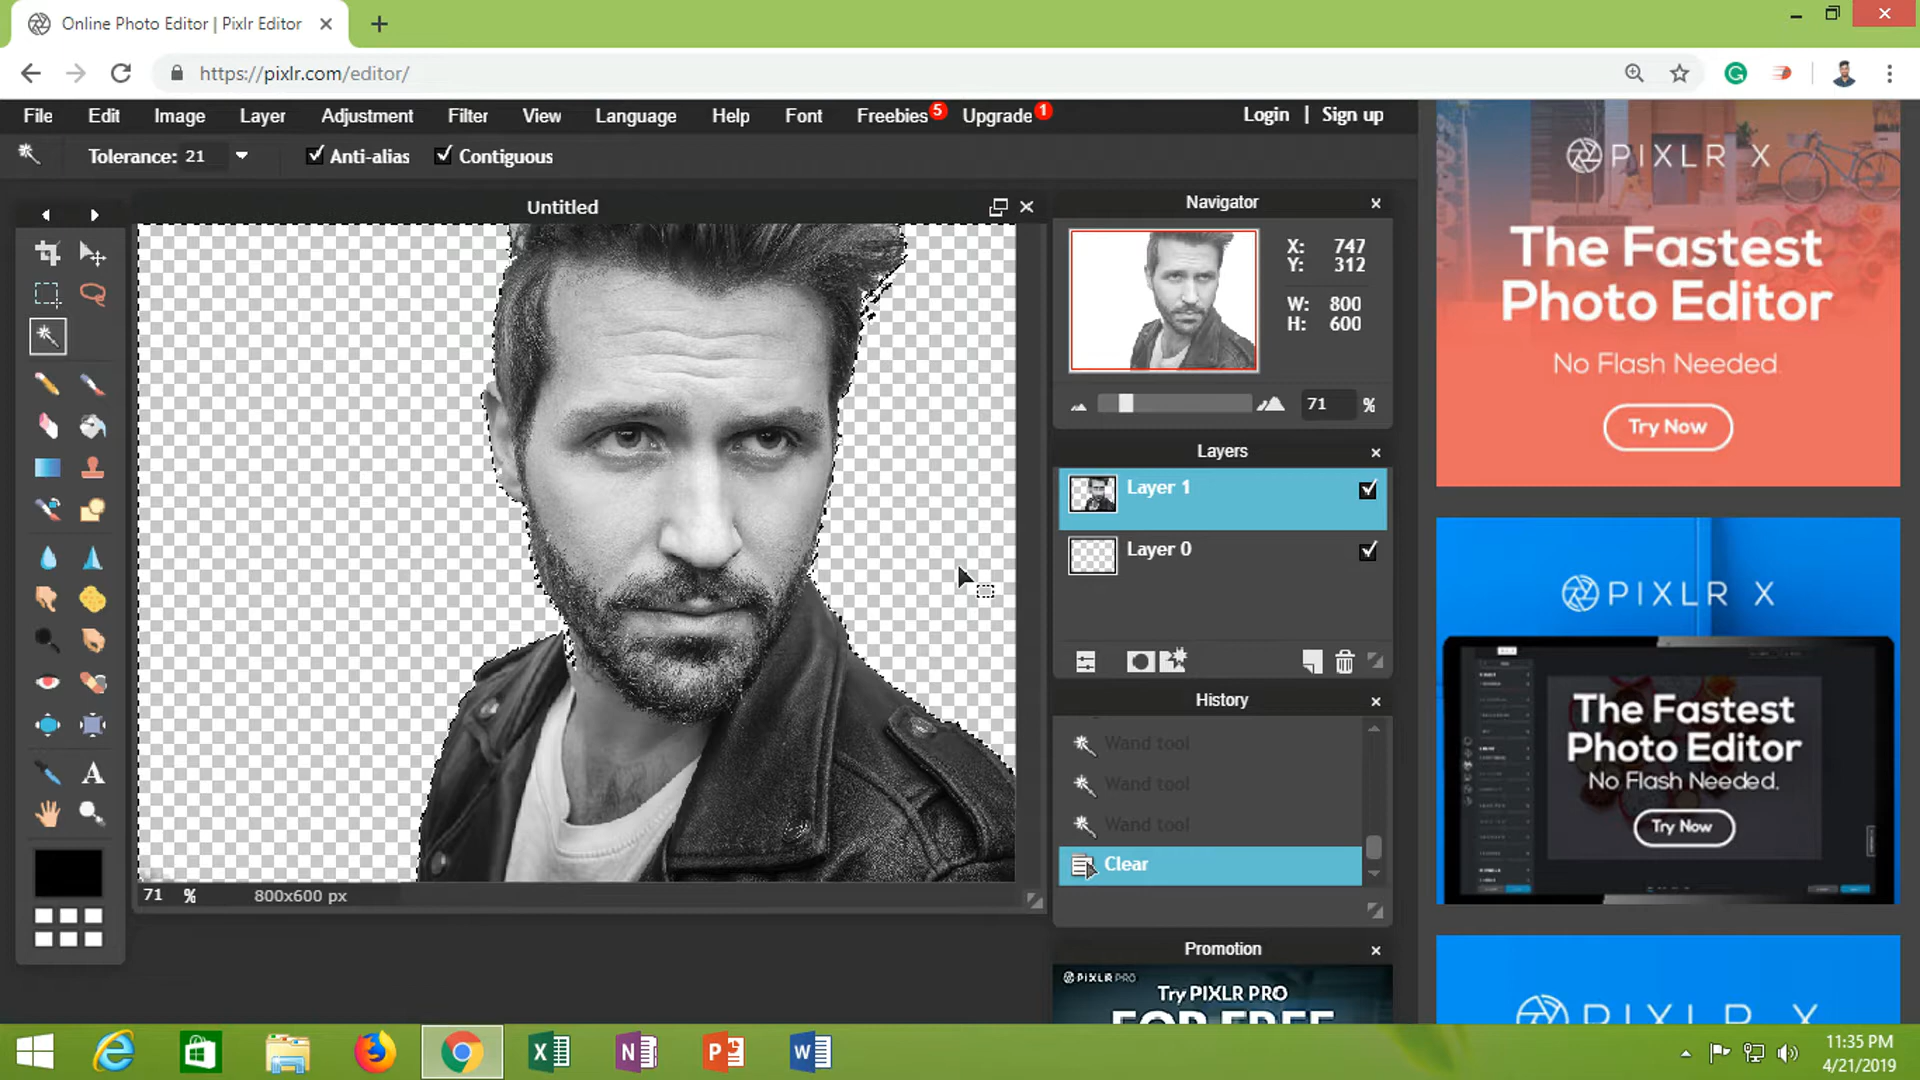 Online Photo Editor | Pixlr Editor
https://pixlr.com/editor/
File Edit Image Layer Adjustment Filter View Language Help Font Freebies 5 Upgrade 1 Login | Sign up
Tolerance: 21 Anti-alias Contiguous
Untitled
71 % 800x600 px
Navigator
X: 747
Y: 312
W: 800
H: 600
71 %
Layers
Layer 1
Layer 0
History
Wand tool
Wand tool
Wand tool
Clear
Promotion
PIXLR PRO
Try PIXLR PRO
FOR FREE
PIXLR X
The Fastest
Photo Editor
No Flash Needed.
Try Now
PIXLR X
The Fastest
Photo Editor
No Flash Needed.
Try Now
PIXLR X
11:35 PM
4/21/2019